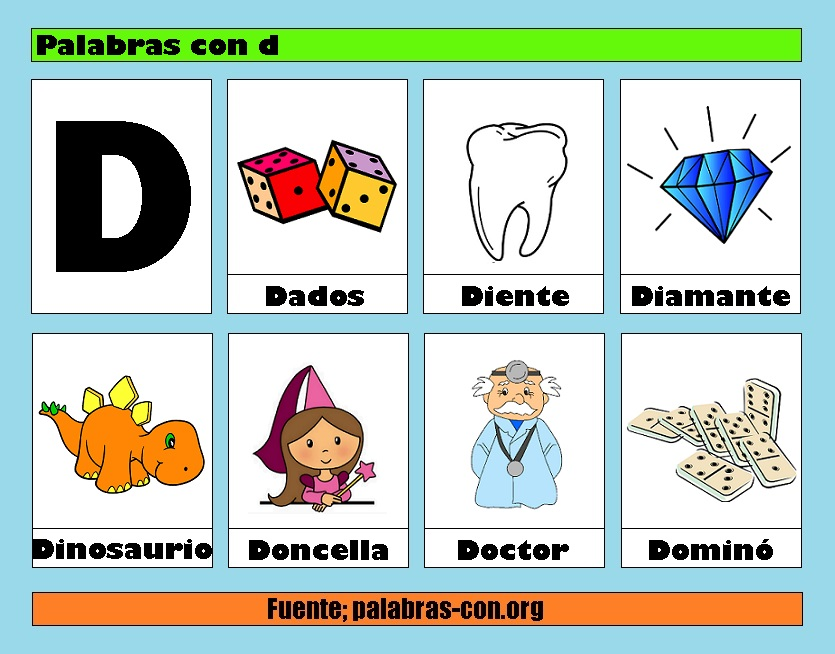 Palabras con d
D
Dados
Diente
Diamante
Dinosaurio
Doncella
Doctor
Dominó
Fuente; palabras-con.org